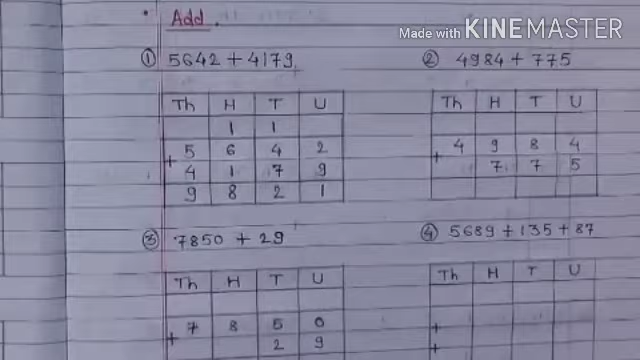 Made with KINEMASTER
Add.
① 5642 + 4179
Th H T U
1 1
5 6 4 2
+ 4 1 7 9
9 8 2 1
② 4984 + 775
Th H T U
4 9 8 4
+ 7 7 5
③ 7850 + 29
Th H T U
7 8 5 0
+ 2 9
④ 5689 + 135 + 87
Th H T U
+
+